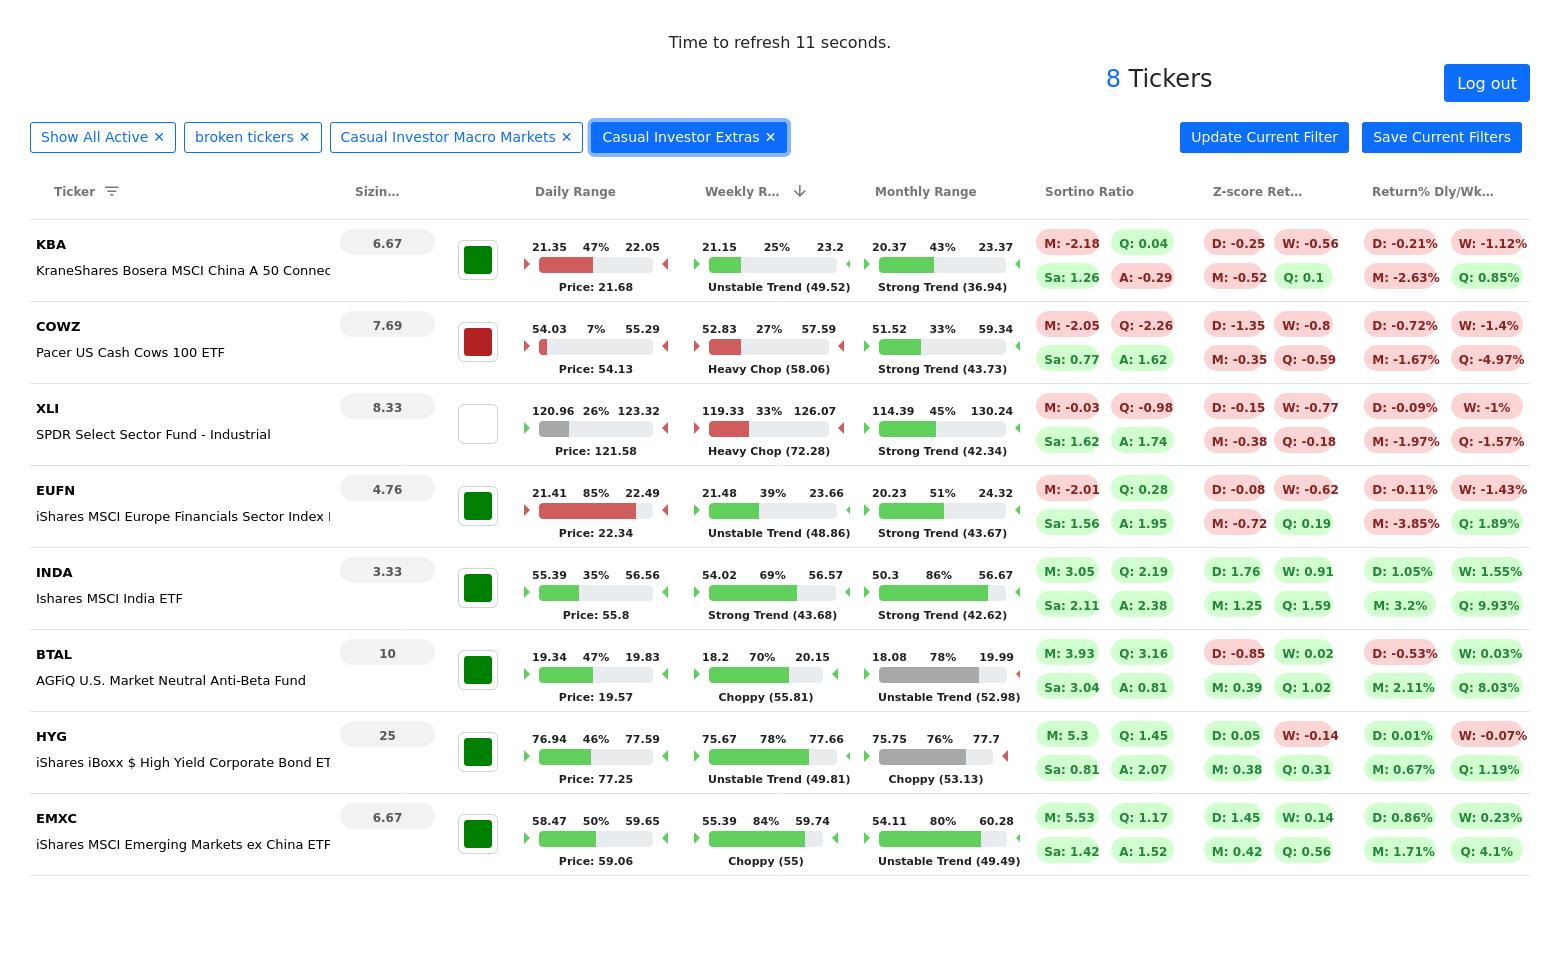 Time to refresh 11 seconds.
8 Tickers
Log out
Show All Active ✕ broken tickers ✕ Casual Investor Macro Markets ✕ Casual Investor Extras ✕ Update Current Filter Save Current Filters
Ticker Sizin... Daily Range Weekly R... Monthly Range Sortino Ratio Z-score Ret... Return% Dly/Wk...
KBA 6.67 21.35 47% 22.05 21.15 25% 23.2 20.37 43% 23.37 M: -2.18 Q: 0.04 D: -0.25 W: -0.56 D: -0.21% W: -1.12%
KraneShares Bosera MSCI China A 50 Connec Price: 21.68 Unstable Trend (49.52) Strong Trend (36.94) Sa: 1.26 A: -0.29 M: -0.52 Q: 0.1 M: -2.63% Q: 0.85%
COWZ 7.69 54.03 7% 55.29 52.83 27% 57.59 51.52 33% 59.34 M: -2.05 Q: -2.26 D: -1.35 W: -0.8 D: -0.72% W: -1.4%
Pacer US Cash Cows 100 ETF Price: 54.13 Heavy Chop (58.06) Strong Trend (43.73) Sa: 0.77 A: 1.62 M: -0.35 Q: -0.59 M: -1.67% Q: -4.97%
XLI 8.33 120.96 26% 123.32 119.33 33% 126.07 114.39 45% 130.24 M: -0.03 Q: -0.98 D: -0.15 W: -0.77 D: -0.09% W: -1%
SPDR Select Sector Fund - Industrial Price: 121.58 Heavy Chop (72.28) Strong Trend (42.34) Sa: 1.62 A: 1.74 M: -0.38 Q: -0.18 M: -1.97% Q: -1.57%
EUFN 4.76 21.41 85% 22.49 21.48 39% 23.66 20.23 51% 24.32 M: -2.01 Q: 0.28 D: -0.08 W: -0.62 D: -0.11% W: -1.43%
iShares MSCI Europe Financials Sector Index Price: 22.34 Unstable Trend (48.86) Strong Trend (43.67) Sa: 1.56 A: 1.95 M: -0.72 Q: 0.19 M: -3.85% Q: 1.89%
INDA 3.33 55.39 35% 56.56 54.02 69% 56.57 50.3 86% 56.67 M: 3.05 Q: 2.19 D: 1.76 W: 0.91 D: 1.05% W: 1.55%
Ishares MSCI India ETF Price: 55.8 Strong Trend (43.68) Strong Trend (42.62) Sa: 2.11 A: 2.38 M: 1.25 Q: 1.59 M: 3.2% Q: 9.93%
BTAL 10 19.34 47% 19.83 18.2 70% 20.15 18.08 78% 19.99 M: 3.93 Q: 3.16 D: -0.85 W: 0.02 D: -0.53% W: 0.03%
AGFiQ U.S. Market Neutral Anti-Beta Fund Price: 19.57 Choppy (55.81) Unstable Trend (52.98) Sa: 3.04 A: 0.81 M: 0.39 Q: 1.02 M: 2.11% Q: 8.03%
HYG 25 76.94 46% 77.59 75.67 78% 77.66 75.75 76% 77.7 M: 5.3 Q: 1.45 D: 0.05 W: -0.14 D: 0.01% W: -0.07%
iShares iBoxx $ High Yield Corporate Bond ET Price: 77.25 Unstable Trend (49.81) Choppy (53.13) Sa: 0.81 A: 2.07 M: 0.38 Q: 0.31 M: 0.67% Q: 1.19%
EMXC 6.67 58.47 50% 59.65 55.39 84% 59.74 54.11 80% 60.28 M: 5.53 Q: 1.17 D: 1.45 W: 0.14 D: 0.86% W: 0.23%
iShares MSCI Emerging Markets ex China ETF Price: 59.06 Choppy (55) Unstable Trend (49.49) Sa: 1.42 A: 1.52 M: 0.42 Q: 0.56 M: 1.71% Q: 4.1%